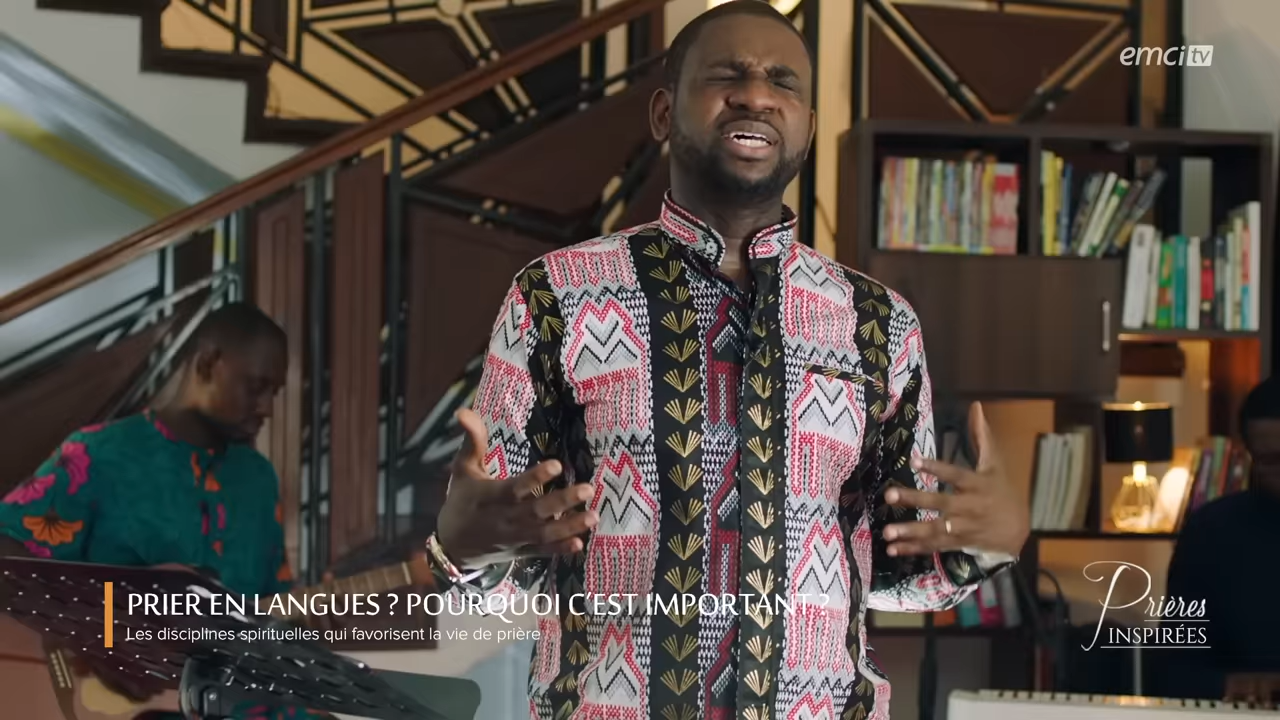 emci tv
PRIER EN LANGUES ? POURQUOI C'EST IMPORTANT ?
Les disciplines spirituelles qui favorisent la vie de prière
Prières
INSPIRÉES